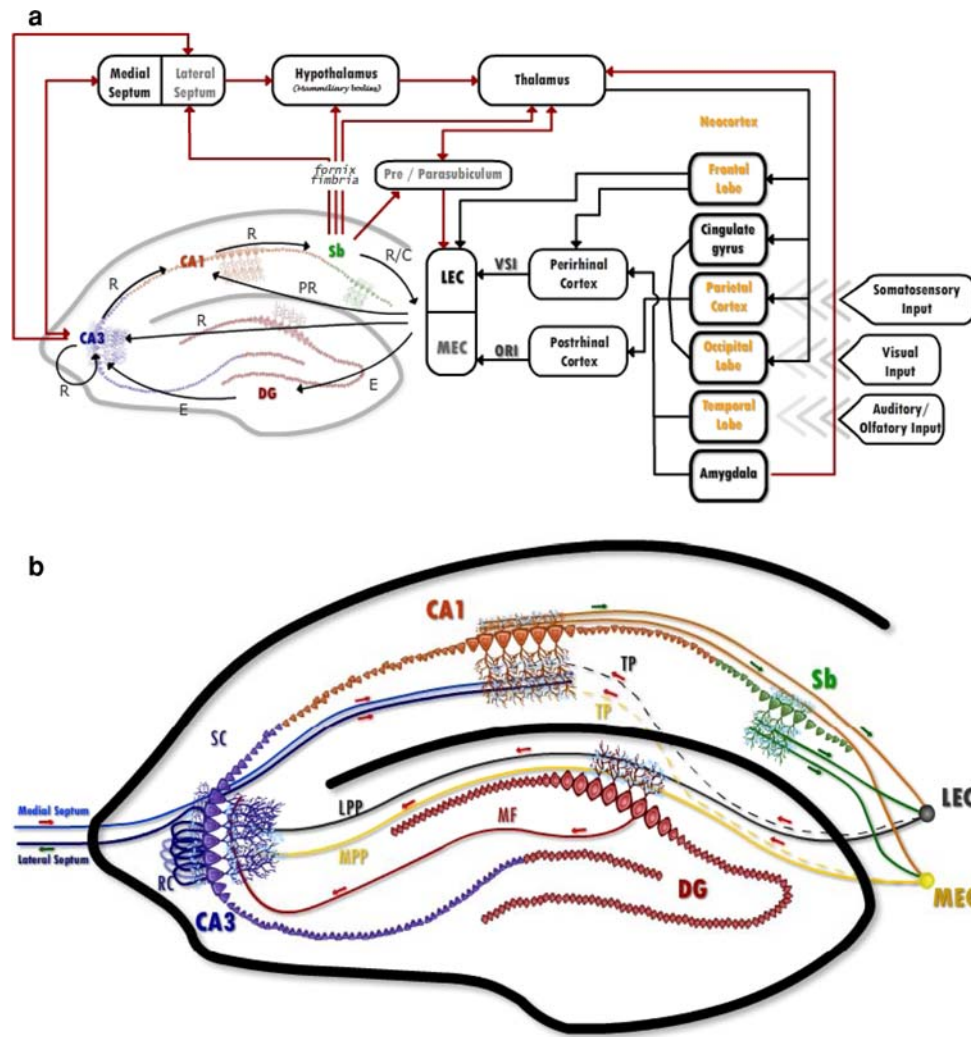 a
Medial
Septum
Lateral
Septum
Hypothalamus
(Mammiliary bodies)
Thalamus
Neocortex
fornix
fimbria
Pre / Parasubiculum
Frontal
Lobe
R
Sb
R/C
CA1
R
PR
LEC
VSI
Perirhinal
Cortex
Cingulate
gyrus
Parietal
Cortex
Somatosensory
Input
CA3
R
MEC
ORI
Postrhinal
Cortex
Occipital
Lobe
Visual
Input
R
E
DG
E
Temporal
Lobe
Auditory/
Olfatory Input
Amygdala
b
CA1
TP
Sb
TP
SC
LEC
Medial Septum
LPP
MF
Lateral Septum
MPP
RC
DG
MEC
CA3